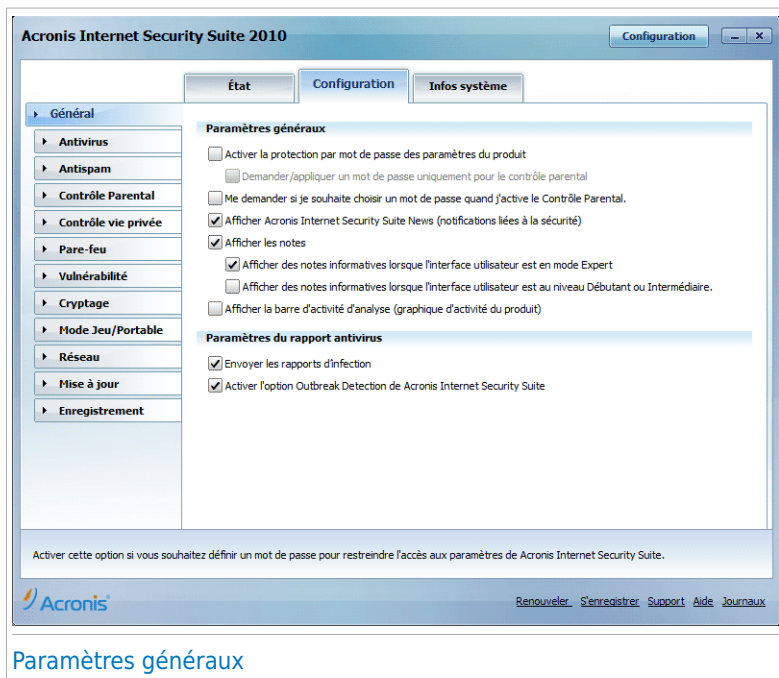 Acronis Internet Security Suite 2010
Configuration
État
Configuration
Infos système
Général
Antivirus
Antispam
Contrôle Parental
Contrôle vie privée
Pare-feu
Vulnérabilité
Cryptage
Mode Jeu/Portable
Réseau
Mise à jour
Enregistrement
Paramètres généraux
Activer la protection par mot de passe des paramètres du produit
Demander/appliquer un mot de passe uniquement pour le contrôle parental
Me demander si je souhaite choisir un mot de passe quand j'active le Contrôle Parental.
Afficher Acronis Internet Security Suite News (notifications liées à la sécurité)
Afficher les notes
Afficher des notes informatives lorsque l'interface utilisateur est en mode Expert
Afficher des notes informatives lorsque l'interface utilisateur est au niveau Débutant ou Intermédiaire.
Afficher la barre d'activité d'analyse (graphique d'activité du produit)
Paramètres du rapport antivirus
Envoyer les rapports d'infection
Activer l'option Outbreak Detection de Acronis Internet Security Suite
Activer cette option si vous souhaitez définir un mot de passe pour restreindre l'accès aux paramètres de Acronis Internet Security Suite.
Acronis
Renouveler S'enregistrer Support Aide Journaux
Paramètres généraux